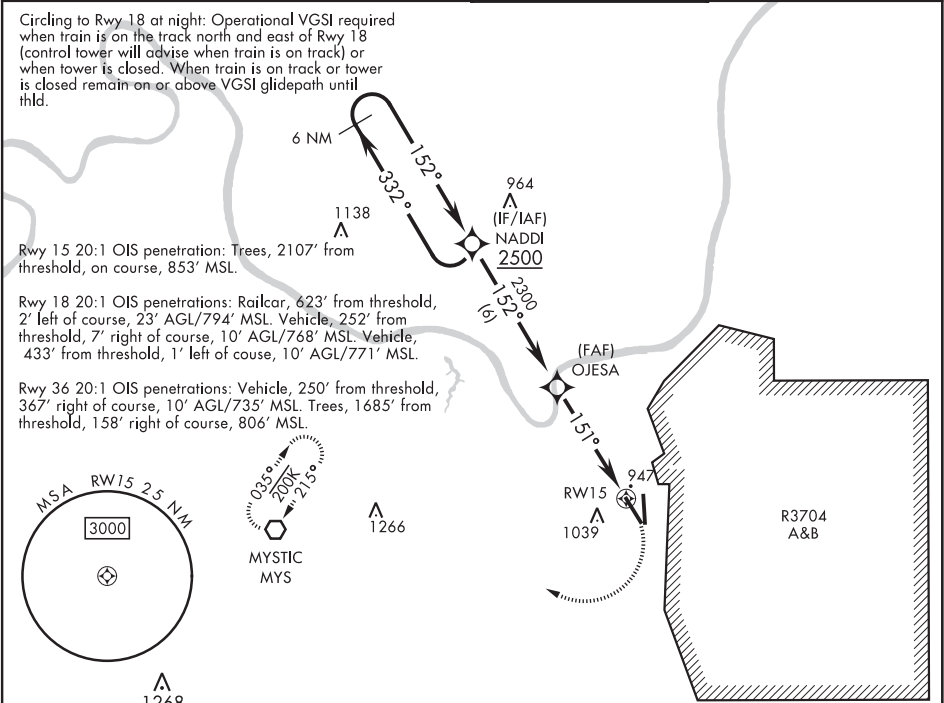 Circling to Rwy 18 at night: Operational VGSI required
when train is on the track north and east of Rwy 18
(control tower will advise when train is on track) or
when tower is closed. When train is on track or tower
is closed remain on or above VGSI glidepath until
thld.
6 NM
152°
332°
964
(IF/IAF)
NADDI
2500
1138
Rwy 15 20:1 OIS penetration: Trees, 2107' from
threshold, on course, 853' MSL.
2300
152°
(6)
Rwy 18 20:1 OIS penetrations: Railcar, 623' from threshold,
2' left of course, 23' AGL/794' MSL. Vehicle, 252' from
threshold, 7' right of course, 10' AGL/768' MSL. Vehicle,
433' from threshold, 1' left of couse, 10' AGL/771' MSL.
(FAF)
OJESA
Rwy 36 20:1 OIS penetrations: Vehicle, 250' from threshold,
367' right of course, 10' AGL/735' MSL. Trees, 1685' from
threshold, 158' right of course, 806' MSL.
151°
035°
200K
215°
MYSTIC
MYS
1266
947
RW15
1039
R3704
A&B
MSA RW15 25 NM
3000
1268